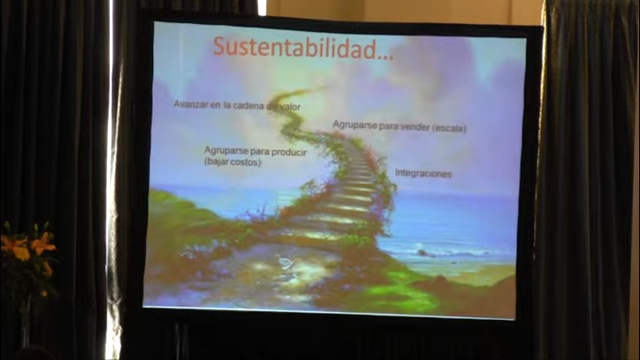 Sustentabilidad...
Avanzar en la cadena de valor
Agruparse para vender (escala)
Agruparse para producir
(bajar costos)
Integraciones